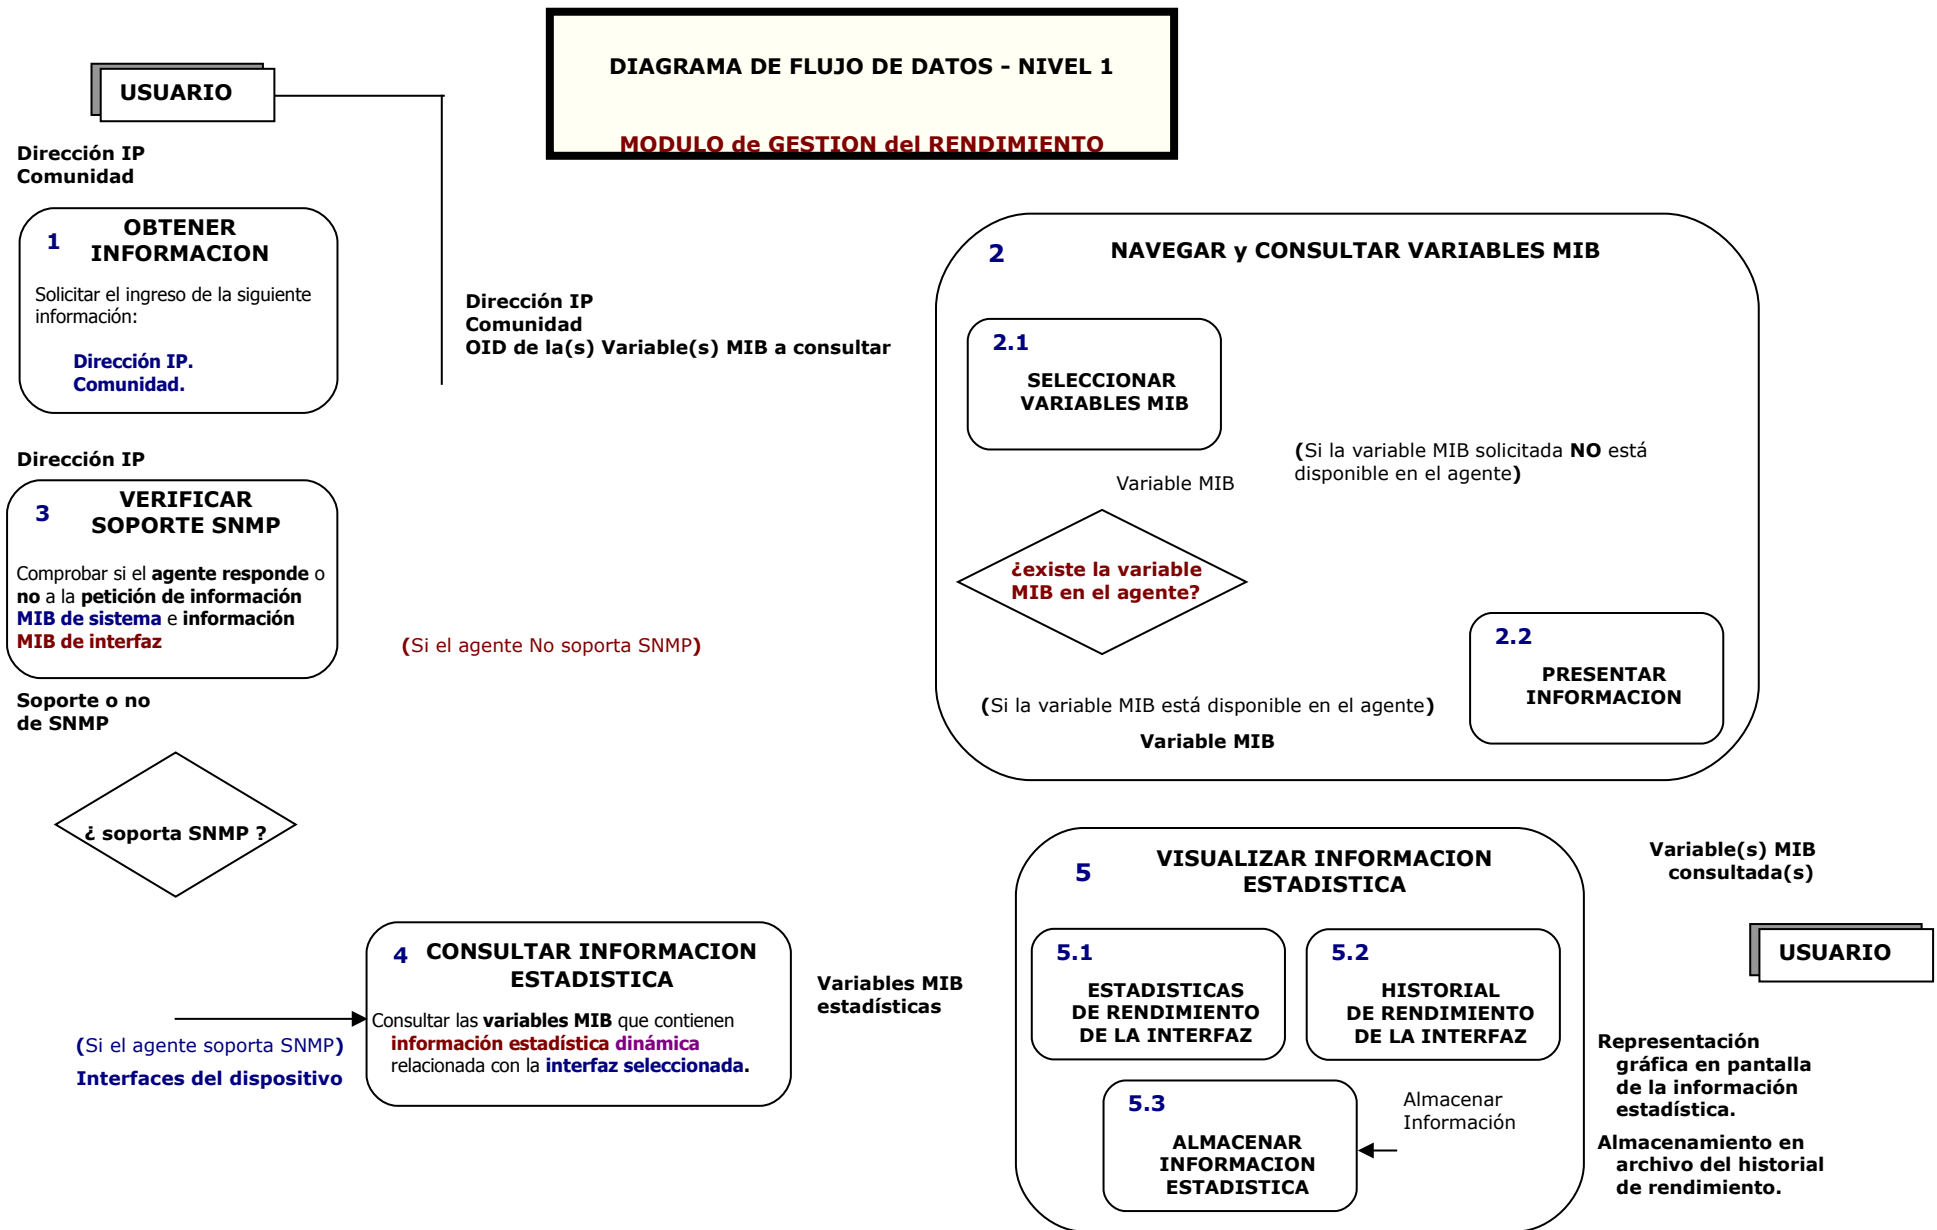 DIAGRAMA DE FLUJO DE DATOS - NIVEL 1
MODULO de GESTION del RENDIMIENTO
USUARIO
Dirección IP
Comunidad
1
OBTENER
INFORMACION
Solicitar el ingreso de la siguiente
información:
Dirección IP.
Comunidad.
Dirección IP
Comunidad
OID de la(s) Variable(s) MIB a consultar
2
NAVEGAR y CONSULTAR VARIABLES MIB
2.1
SELECCIONAR
VARIABLES MIB
(Si la variable MIB solicitada NO está
disponible en el agente)
Variable MIB
¿existe la variable
MIB en el agente?
2.2
PRESENTAR
INFORMACION
(Si la variable MIB está disponible en el agente)
Variable MIB
Dirección IP
3
VERIFICAR
SOPORTE SNMP
Comprobar si el agente responde o
no a la petición de información
MIB de sistema e información
MIB de interfaz
(Si el agente No soporta SNMP)
Soporte o no
de SNMP
¿ soporta SNMP ?
(Si el agente soporta SNMP)
Interfaces del dispositivo
4
CONSULTAR INFORMACION
ESTADISTICA
Consultar las variables MIB que contienen
información estadística dinámica
relacionada con la interfaz seleccionada.
Variables MIB
estadísticas
5
VISUALIZAR INFORMACION
ESTADISTICA
5.1
ESTADISTICAS
DE RENDIMIENTO
DE LA INTERFAZ
5.2
HISTORIAL
DE RENDIMIENTO
DE LA INTERFAZ
5.3
ALMACENAR
INFORMACION
ESTADISTICA
Almacenar
Información
Variable(s) MIB
consultada(s)
USUARIO
Representación
gráfica en pantalla
de la información
estadística.
Almacenamiento en
archivo del historial
de rendimiento.